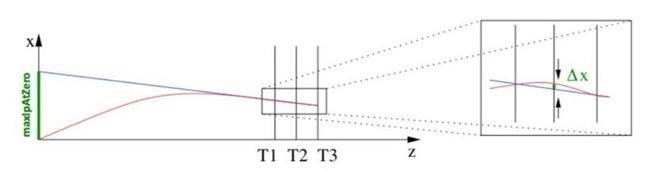 x
maxipAtZero
Δx
T1 T2 T3 z